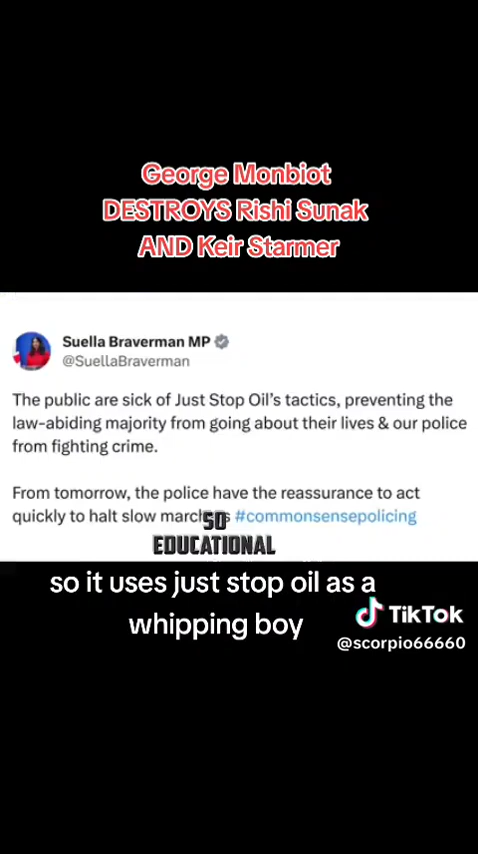 George Monbiot
DESTROYS Rishi Sunak
AND Keir Starmer
Suella Braverman MP
@SuellaBraverman
The public are sick of Just Stop Oil's tactics, preventing the
law-abiding majority from going about their lives & our police
from fighting crime.
From tomorrow, the police have the reassurance to act
quickly to halt slow #commonsensepolicing
SO
EDUCATIONAL
so it uses just stop oil as a
whipping boy
TikTok
@scorpio66660